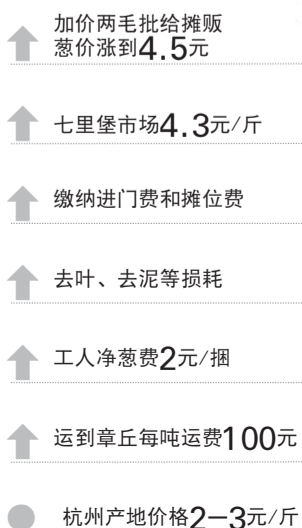 加价两毛批给摊贩
葱价涨到4.5元
七里堡市场4.3元/斤
缴纳进门费和摊位费
去叶、去泥等损耗
工人净葱费2元/捆
运到章丘每吨运费100元
杭州产地价格2-3元/斤